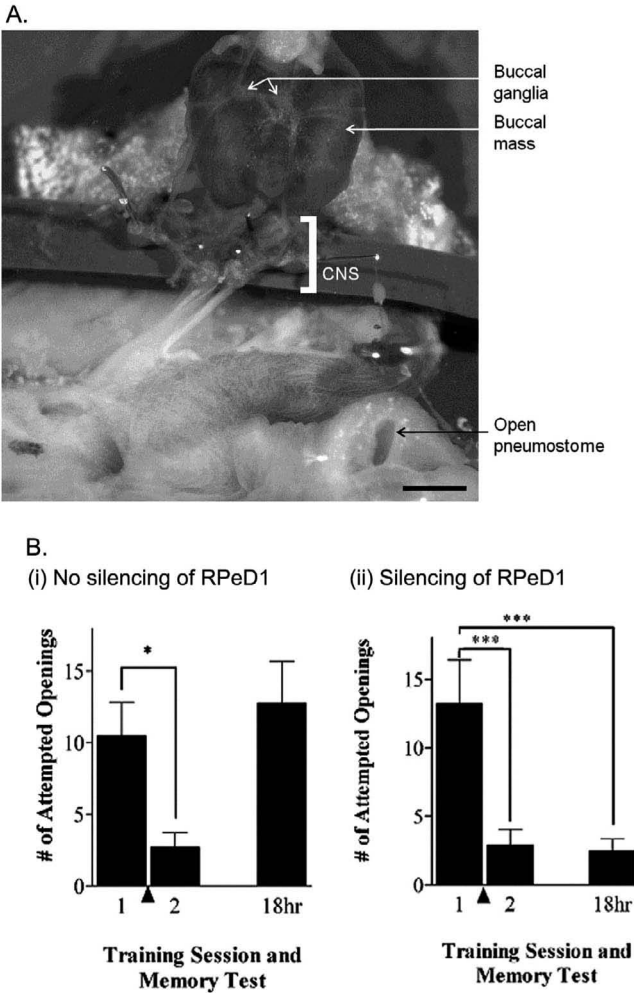 A.
Buccal
ganglia
Buccal
mass
CNS
Open
pneumostome
B.
(i) No silencing of RPeD1
# of Attempted Openings
15
10
5
0
*
1
2
18hr
Training Session and
Memory Test
(ii) Silencing of RPeD1
# of Attempted Openings
15
10
5
0
***
***
1
2
18hr
Training Session and
Memory Test